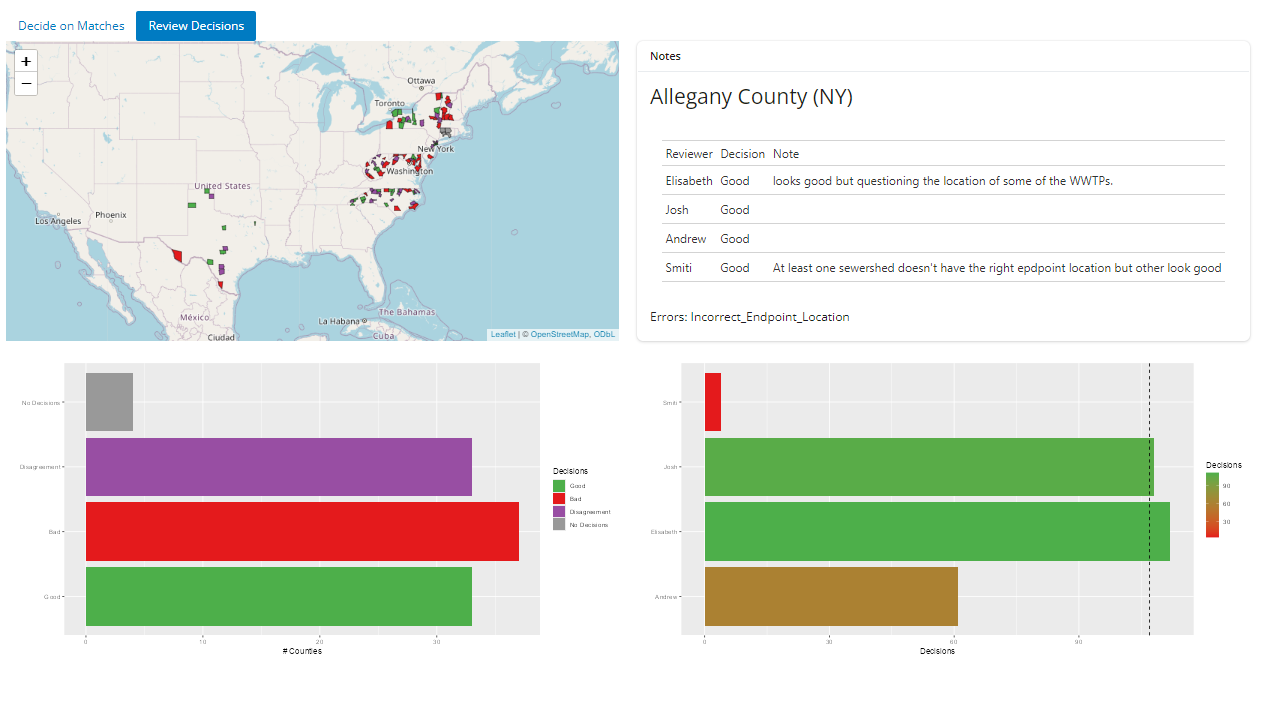 Decide on Matches Review Decisions
+
−
Ottawa
Toronto
New York
Washington
United States
Phoenix
Los Angeles
México
La Habana
The Bahamas
Cuba
Ciudad
Leaflet | © OpenStreetMap, ODbL
Notes
Allegany County (NY)
Reviewer Decision Note
Elisabeth Good looks good but questioning the location of some of the WWTPs.
Josh Good
Andrew Good
Smiti Good At least one sewershed doesn't have the right epdpoint location but other look good
Errors: Incorrect_Endpoint_Location
No Decisions
Disagreement
Bad
Good
0 10 20 30
# Counties
Decisions
Good
Bad
Disagreement
No Decisions
Smiti
Josh
Elisabeth
Andrew
0 30 60 90
Decisions
Decisions
90
60
30